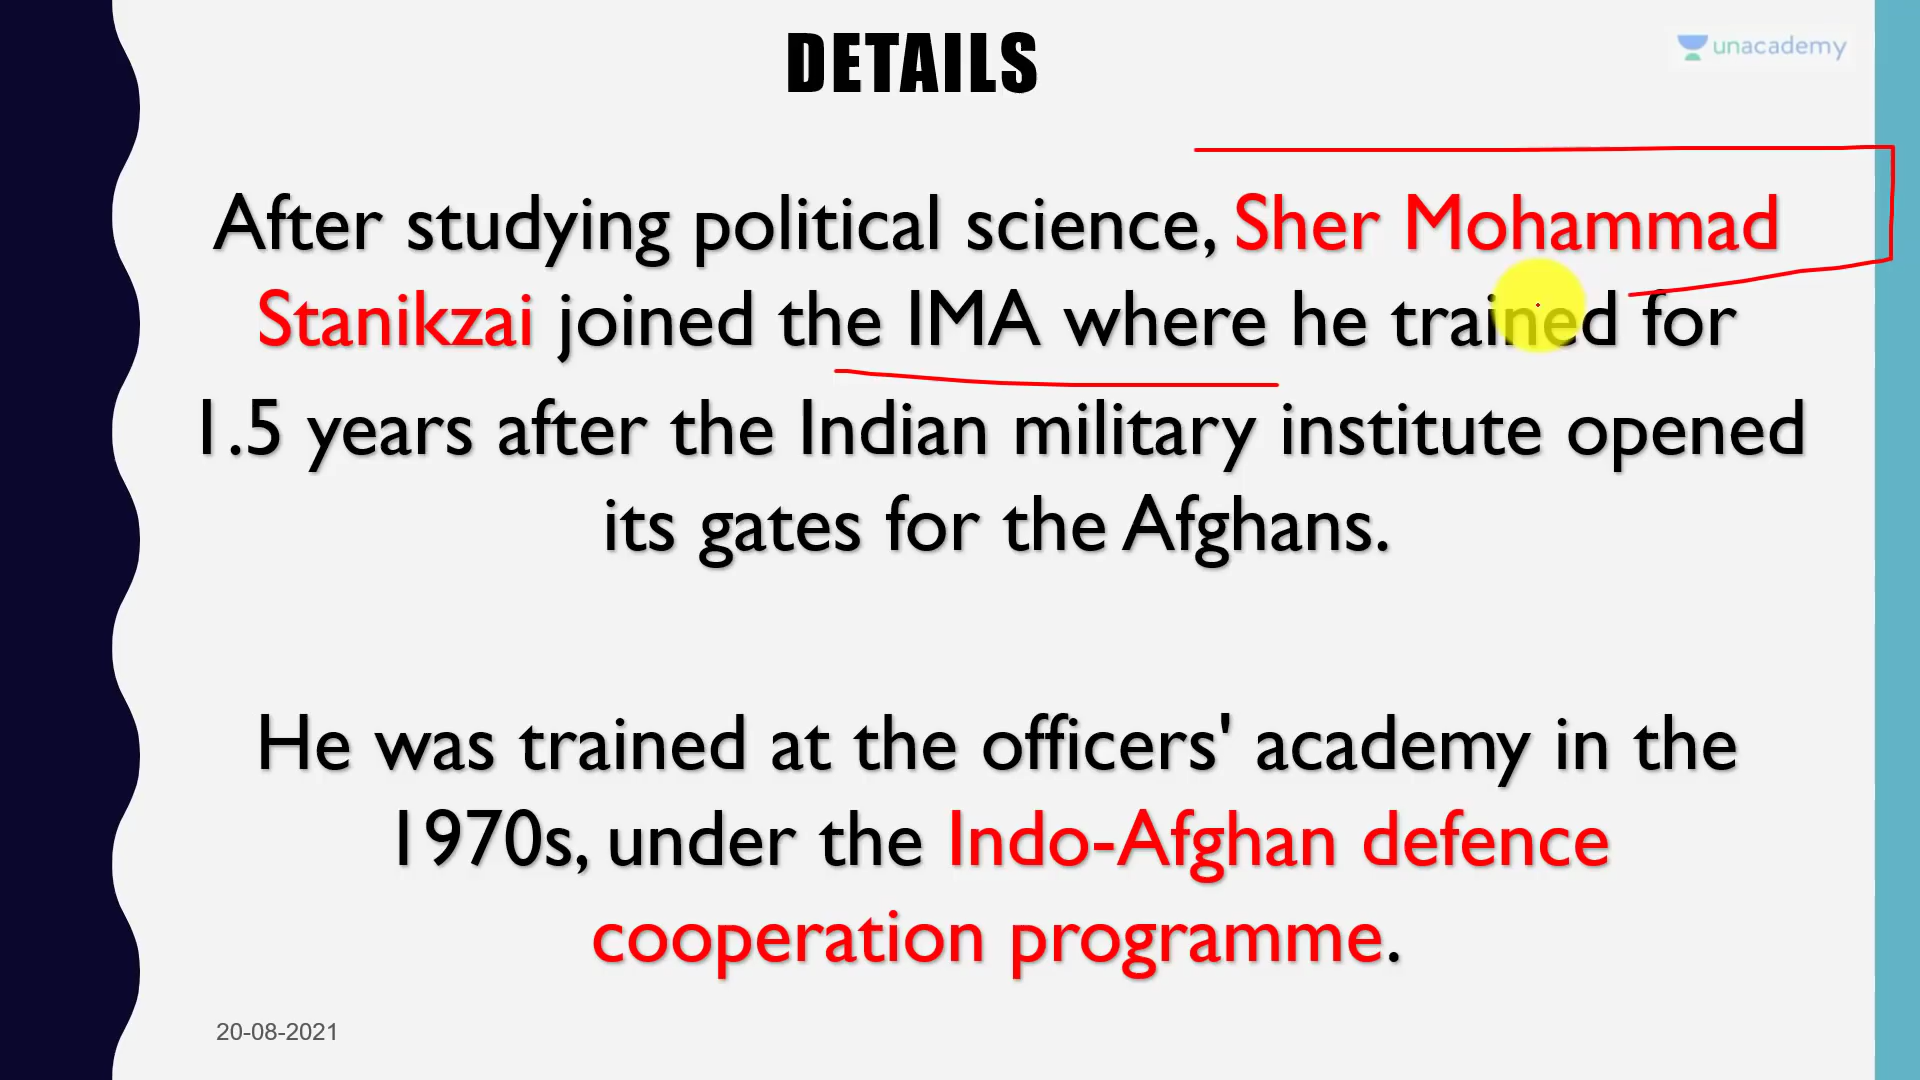 DETAILS
unacademy
After studying political science, Sher Mohammad
Stanikzai joined the IMA where he trained for
1.5 years after the Indian military institute opened
its gates for the Afghans.
He was trained at the officers' academy in the
1970s, under the Indo-Afghan defence
cooperation programme.
20-08-2021